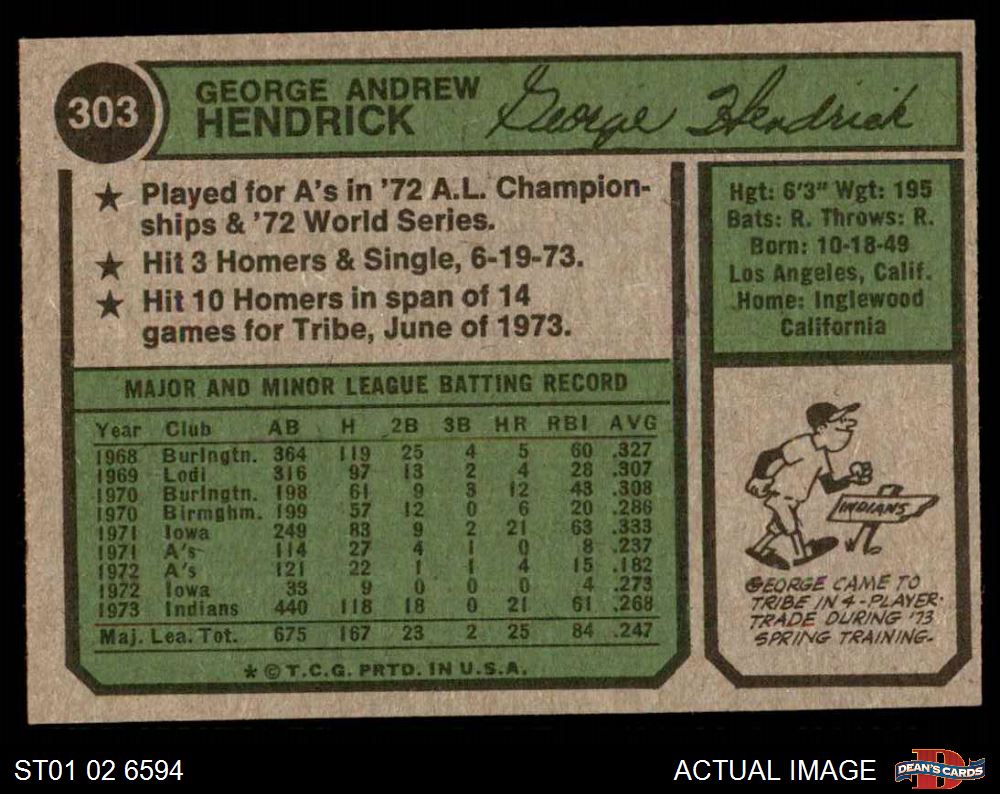 303
GEORGE ANDREW
HENDRICK
George Hendrick
★ Played for A's in '72 A.L. Champion-
ships & '72 World Series.
★ Hit 3 Homers & Single, 6-19-73.
★ Hit 10 Homers in span of 14
games for Tribe, June of 1973.
Hgt: 6'3" Wgt: 195
Bats: R. Throws: R.
Born: 10-18-49
Los Angeles, Calif.
Home: Inglewood
California
MAJOR AND MINOR LEAGUE BATTING RECORD
Year Club AB H 2B 3B HR RBI AVG
1968 Burlngtn. 364 119 25 4 5 60 .327
1969 Lodi 316 97 13 2 4 28 .307
1970 Burlngtn. 198 61 9 3 12 43 .308
1970 Birmghm. 199 57 12 0 6 20 .286
1971 Iowa 249 83 9 2 21 63 .333
1971 A's 114 27 4 1 0 8 .237
1972 A's 121 22 1 1 4 15 .182
1972 Iowa 33 9 0 0 0 4 .273
1973 Indians 440 118 18 0 21 61 .268
Maj. Lea. Tot. 675 167 23 2 25 84 .247
* © T.C.G. PRTD. IN U.S.A.
INDIANS
GEORGE CAME TO
TRIBE IN 4-PLAYER
TRADE DURING '73
SPRING TRAINING.
ST01 02 6594
ACTUAL IMAGE
DEAN'S CARDS